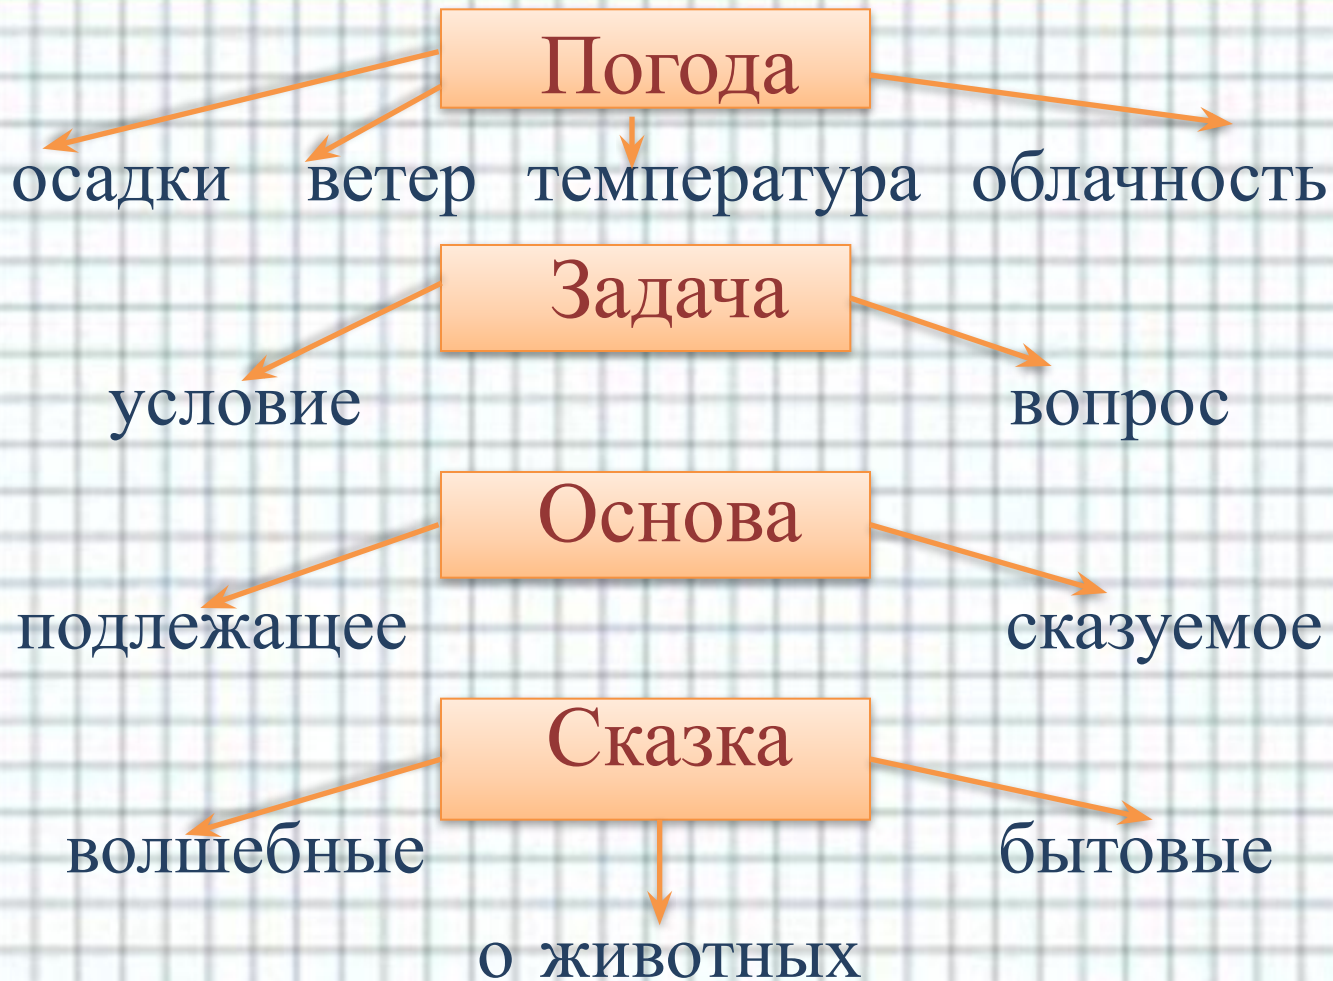 Погода
осадки ветер температура облачность
Задача
условие вопрос
Основа
подлежащее сказуемое
Сказка
волшебные бытовые
о животных